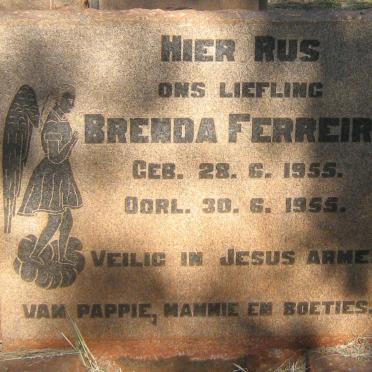 HIER RUS
ONS LIEFLING
BRENDA FERREIR
GEB. 28. 6. 1955.
OORL. 30. 6. 1955.
VEILIG IN JESUS ARME
VAN PAPPIE, MAMMIE EN BOETIES.